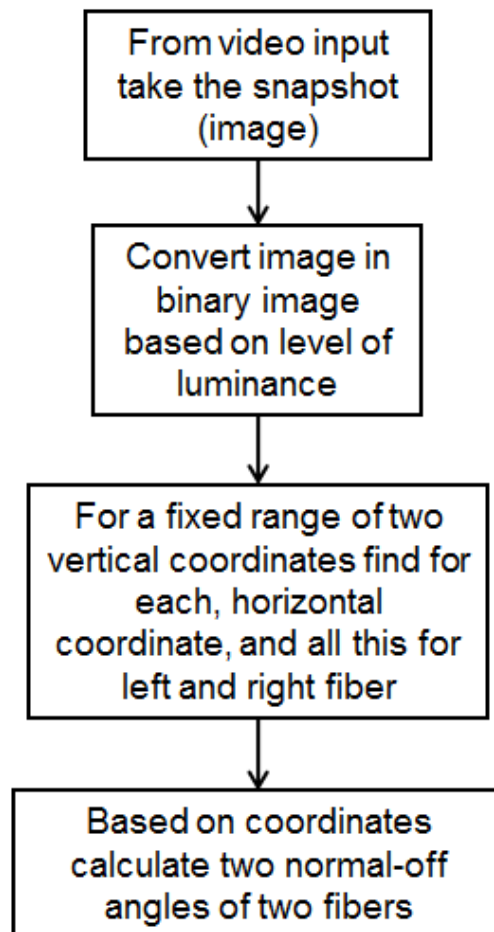 From video input
take the snapshot
(image)
Convert image in
binary image
based on level of
luminance
For a fixed range of two
vertical coordinates find for
each, horizontal
coordinate, and all this for
left and right fiber
Based on coordinates
calculate two normal-off
angles of two fibers